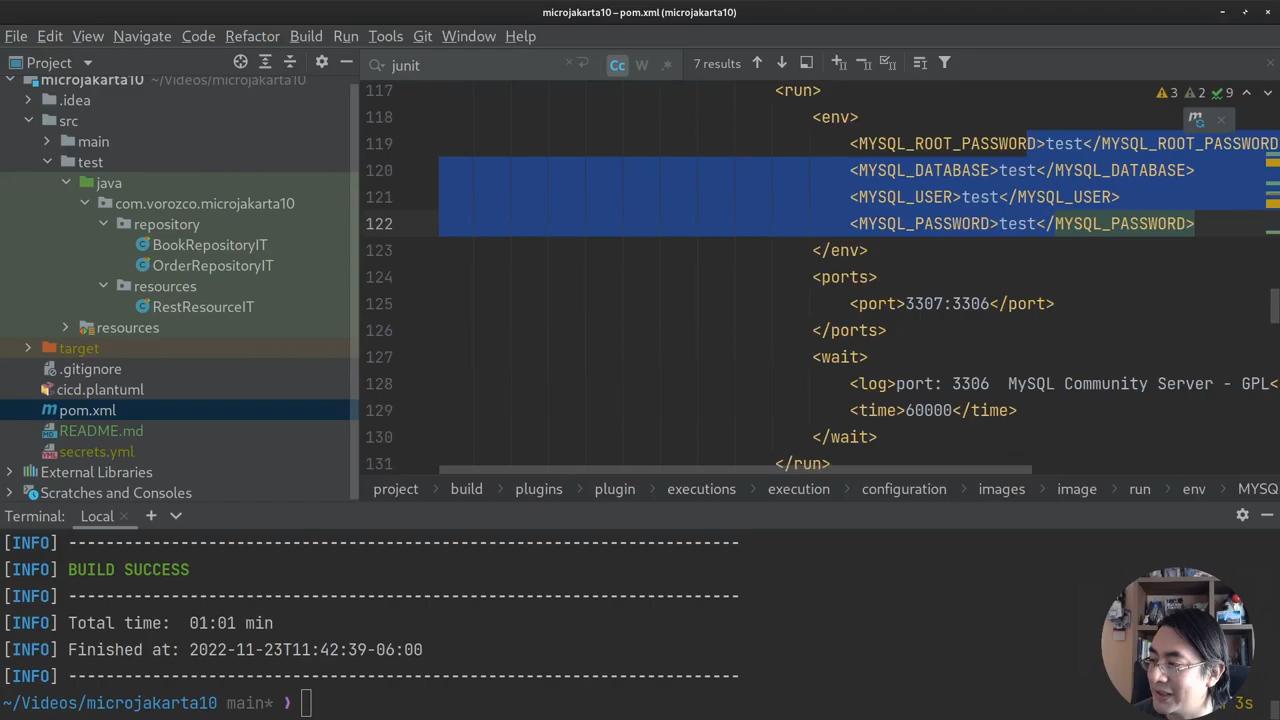 microjakarta10 – pom.xml (microjakarta10)
File Edit View Navigate Code Refactor Build Run Tools Git Window Help
Project
microjakarta10 ~/Videos/microjakarta10
.idea
src
main
test
java
com.vorozco.microjakarta10
repository
BookRepositoryIT
OrderRepositoryIT
resources
RestResourceIT
resources
target
.gitignore
cicd.plantuml
pom.xml
README.md
secrets.yml
External Libraries
Scratches and Consoles
junit Cc W .* 7 results
3 2 9
117 <run>
118 <env>
119 <MYSQL_ROOT_PASSWORD>test</MYSQL_ROOT_PASSWORD
120 <MYSQL_DATABASE>test</MYSQL_DATABASE>
121 <MYSQL_USER>test</MYSQL_USER>
122 <MYSQL_PASSWORD>test</MYSQL_PASSWORD>
123 </env>
124 <ports>
125 <port>3307:3306</port>
126 </ports>
127 <wait>
128 <log>port: 3306  MySQL Community Server - GPL<
129 <time>60000</time>
130 </wait>
131 </run>
project build plugins plugin executions execution configuration images image run env MYSQ
Terminal: Local
[INFO] ------------------------------------------------------------------------
[INFO] BUILD SUCCESS
[INFO] ------------------------------------------------------------------------
[INFO] Total time:  01:01 min
[INFO] Finished at: 2022-11-23T11:42:39-06:00
[INFO] ------------------------------------------------------------------------
~/Videos/microjakarta10 main* ❯ 3s